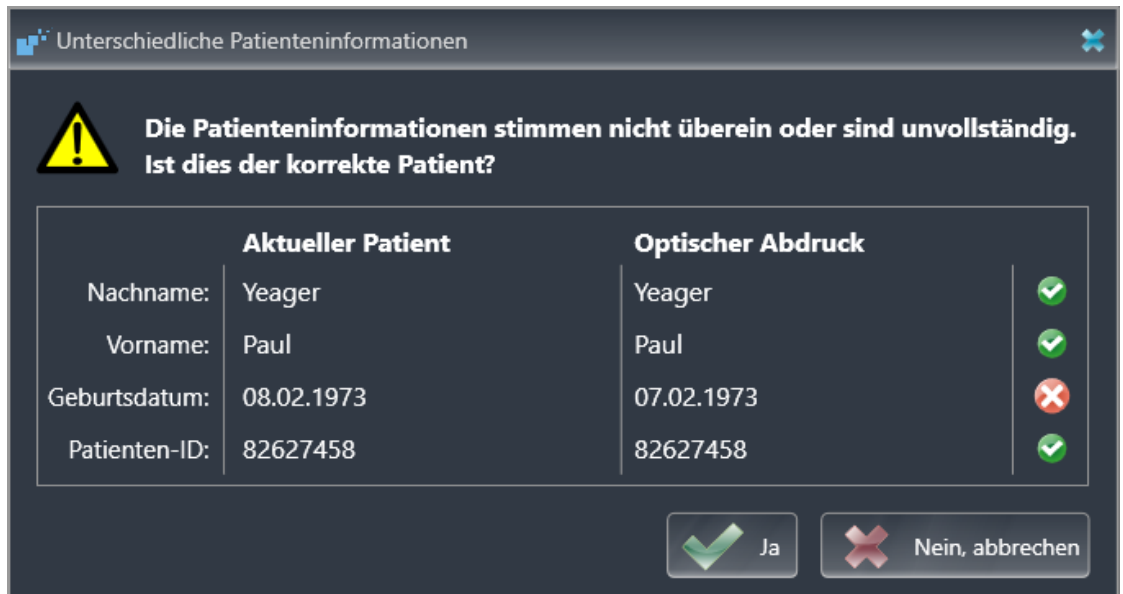 Unterschiedliche Patienteninformationen
Die Patienteninformationen stimmen nicht überein oder sind unvollständig.
Ist dies der korrekte Patient?
Aktueller Patient Optischer Abdruck
Nachname: Yeager Yeager
Vorname: Paul Paul
Geburtsdatum: 08.02.1973 07.02.1973
Patienten-ID: 82627458 82627458
Ja Nein, abbrechen